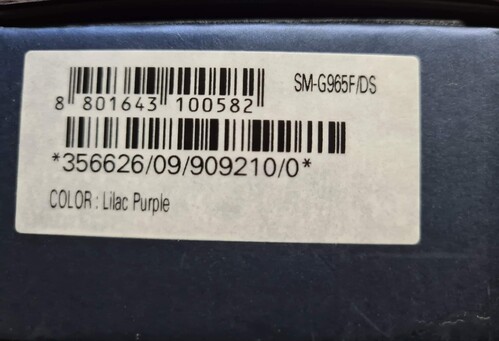 SM-G965F/DS
8 801643 100582
*356626/09/909210/0*
COLOR : Lilac Purple